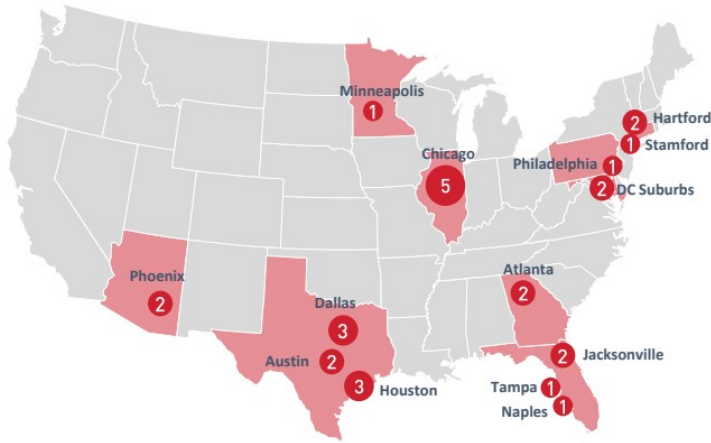 Minneapolis
1
Chicago
5
2 Hartford
1 Stamford
Philadelphia 1
2 DC Suburbs
Phoenix
2
Atlanta
2
Dallas
3
Austin 2
3 Houston
2 Jacksonville
Tampa 1
Naples 1